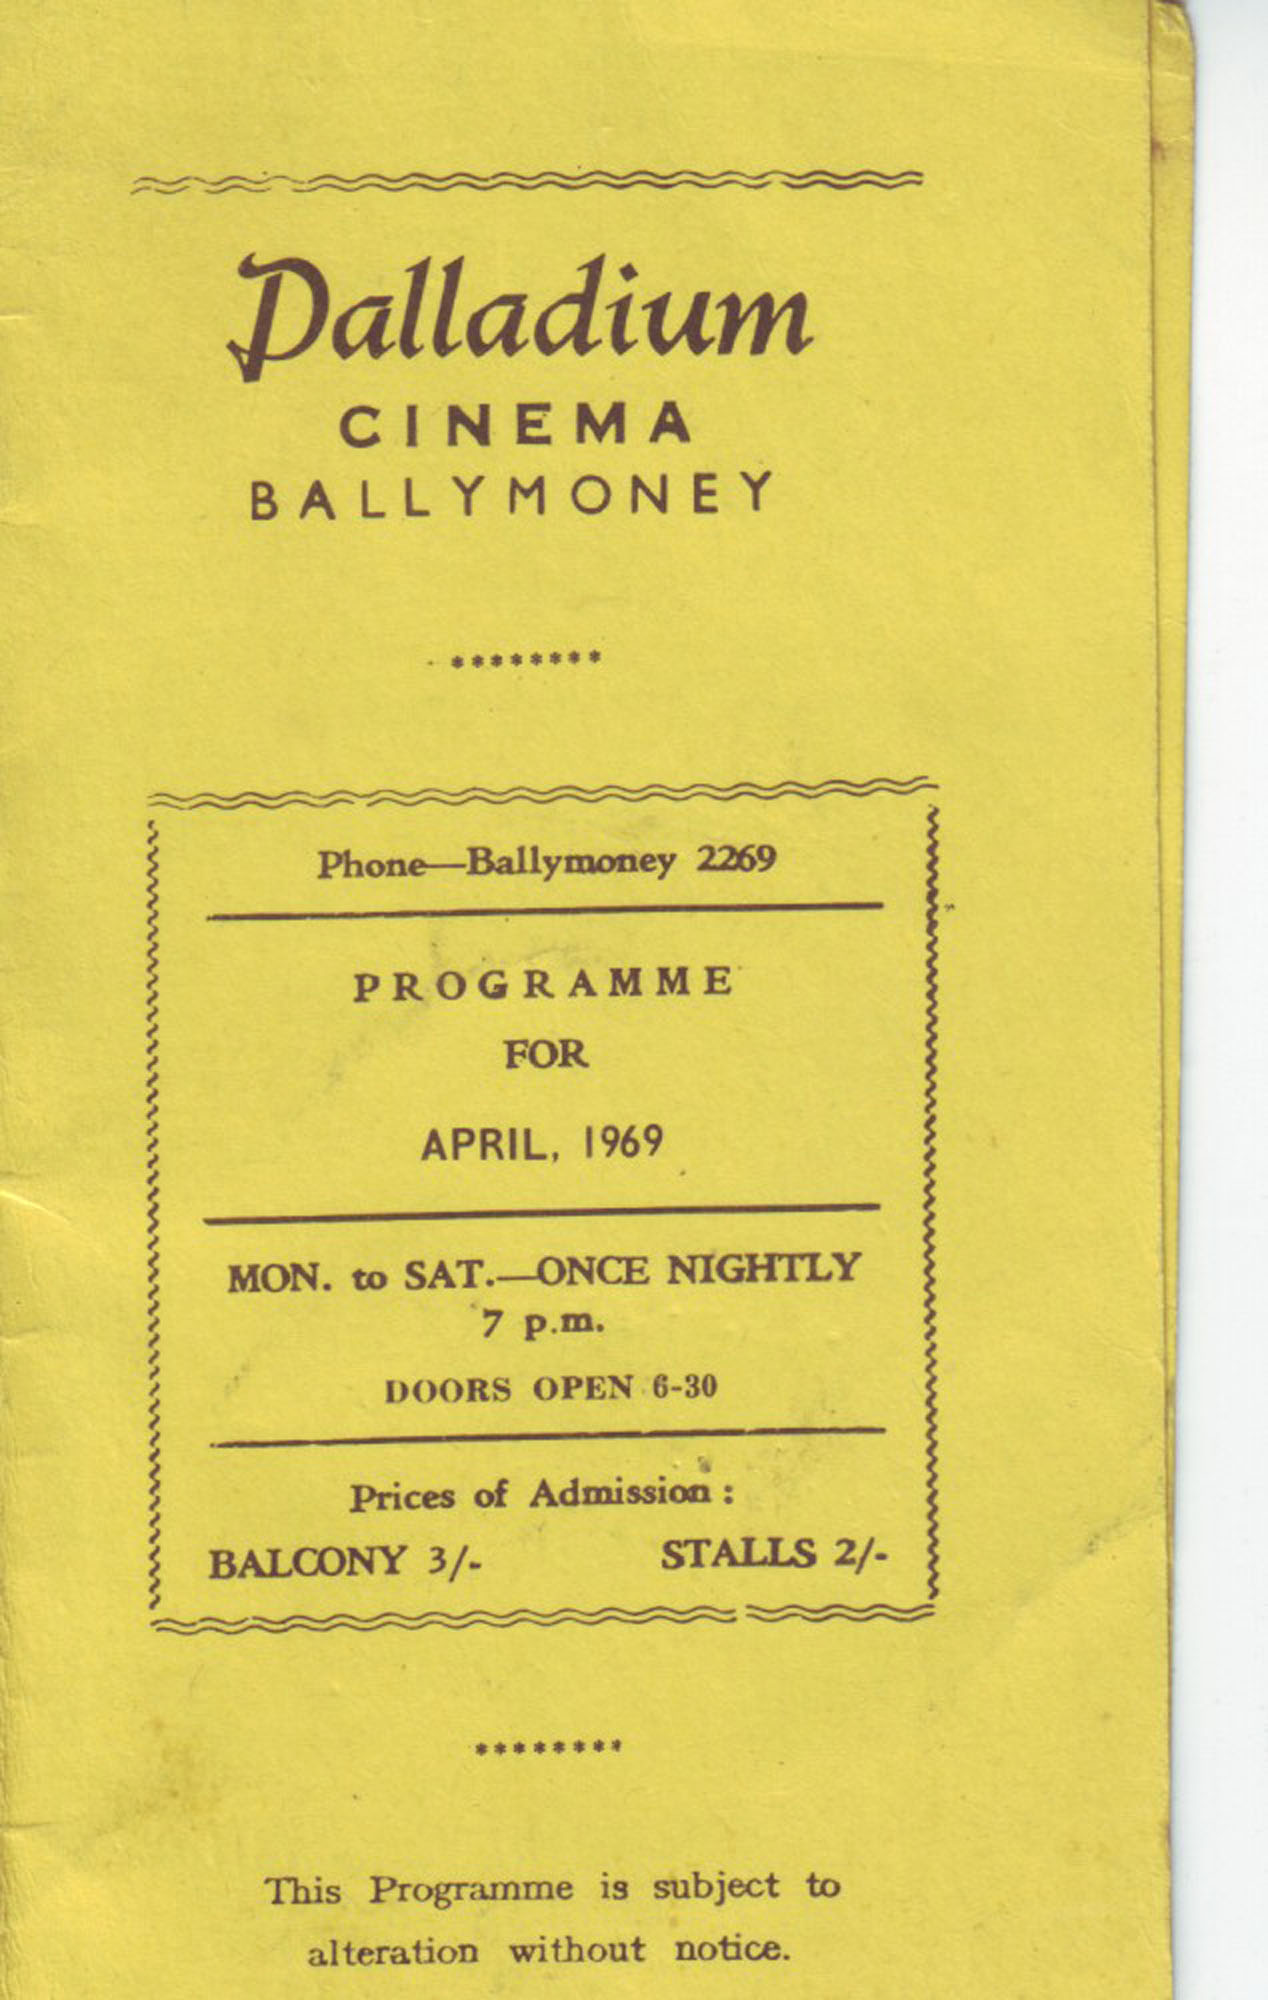 Palladium
CINEMA
BALLYMONEY
********
Phone—Ballymoney 2269
PROGRAMME
FOR
APRIL, 1969
MON. to SAT.—ONCE NIGHTLY
7 p.m.
DOORS OPEN 6-30
Prices of Admission :
BALCONY 3/- STALLS 2/-
********
This Programme is subject to
alteration without notice.